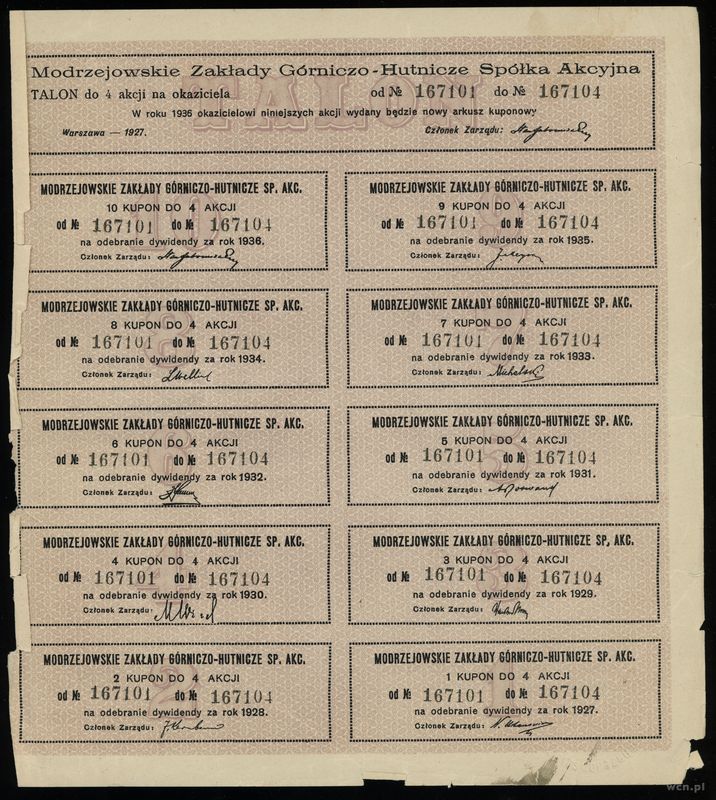 Modrzejowskie Zakłady Górniczo-Hutnicze Spółka Akcyjna
TALON do 4 akcji na okaziciela od № 167101 do № 167104
TALON
W roku 1936 okazicielowi niniejszych akcji wydany będzie nowy arkusz kuponowy
Warszawa — 1927. Członek Zarządu:
MODRZEJOWSKIE ZAKŁADY GÓRNICZO-HUTNICZE SP. AKC.
10 KUPON DO 4 AKCJI
od № 167101 do № 167104
na odebranie dywidendy za rok 1936.
Członek Zarządu:
MODRZEJOWSKIE ZAKŁADY GÓRNICZO-HUTNICZE SP. AKC.
9 KUPON DO 4 AKCJI
od № 167101 do № 167104
na odebranie dywidendy za rok 1935.
Członek Zarządu:
MODRZEJOWSKIE ZAKŁADY GÓRNICZO-HUTNICZE SP. AKC.
8 KUPON DO 4 AKCJI
od № 167101 do № 167104
na odebranie dywidendy za rok 1934.
Członek Zarządu:
MODRZEJOWSKIE ZAKŁADY GÓRNICZO-HUTNICZE SP. AKC.
7 KUPON DO 4 AKCJI
od № 167101 do № 167104
na odebranie dywidendy za rok 1933.
Członek Zarządu:
MODRZEJOWSKIE ZAKŁADY GÓRNICZO-HUTNICZE SP. AKC.
6 KUPON DO 4 AKCJI
od № 167101 do № 167104
na odebranie dywidendy za rok 1932.
Członek Zarządu:
MODRZEJOWSKIE ZAKŁADY GÓRNICZO-HUTNICZE SP. AKC.
5 KUPON DO 4 AKCJI
od № 167101 do № 167104
na odebranie dywidendy za rok 1931.
Członek Zarządu:
MODRZEJOWSKIE ZAKŁADY GÓRNICZO-HUTNICZE SP. AKC.
4 KUPON DO 4 AKCJI
od № 167101 do № 167104
na odebranie dywidendy za rok 1930.
Członek Zarządu:
MODRZEJOWSKIE ZAKŁADY GÓRNICZO-HUTNICZE SP. AKC.
3 KUPON DO 4 AKCJI
od № 167101 do № 167104
na odebranie dywidendy za rok 1929.
Członek Zarządu:
MODRZEJOWSKIE ZAKŁADY GÓRNICZO-HUTNICZE SP. AKC.
2 KUPON DO 4 AKCJI
od № 167101 do № 167104
na odebranie dywidendy za rok 1928.
Członek Zarządu:
MODRZEJOWSKIE ZAKŁADY GÓRNICZO-HUTNICZE SP. AKC.
1 KUPON DO 4 AKCJI
od № 167101 do № 167104
na odebranie dywidendy za rok 1927.
Członek Zarządu:
wcn.pl